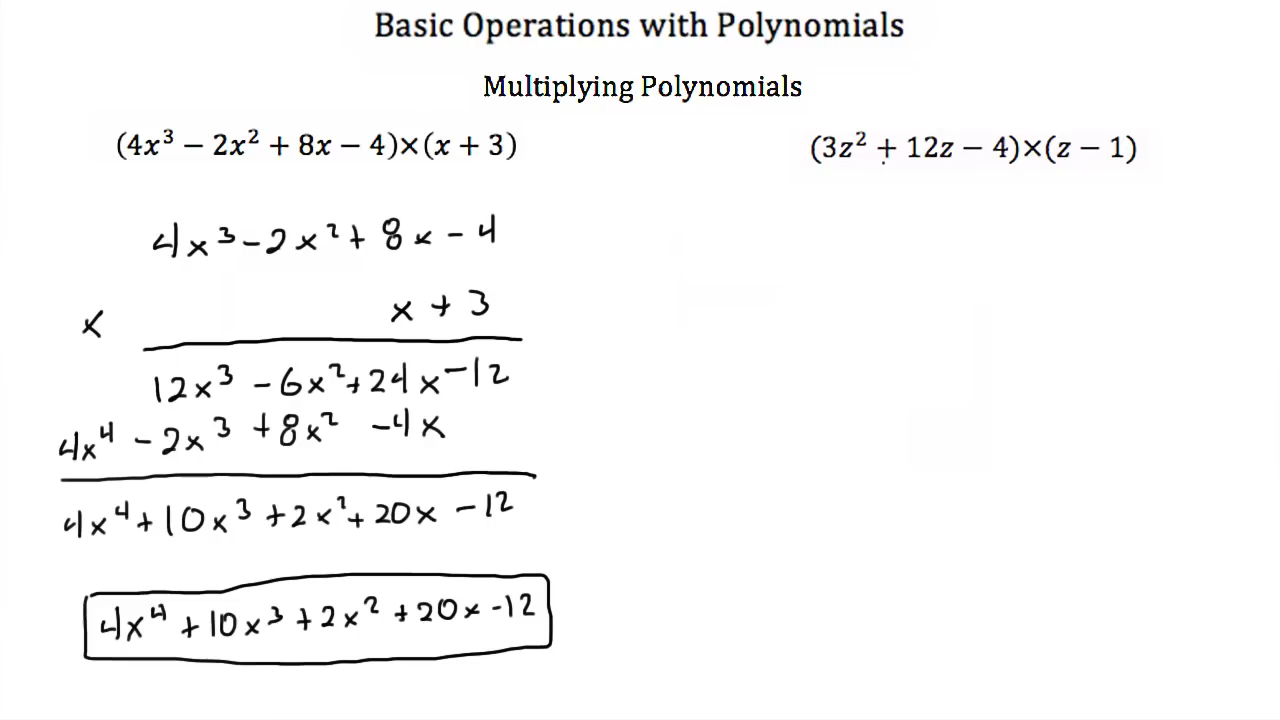 Basic Operations with Polynomials
Multiplying Polynomials
(4x³ − 2x² + 8x − 4)×(x + 3)
4x³ - 2x² + 8x - 4
x + 3
x
12x³ - 6x² + 24x - 12
4x⁴ - 2x³ + 8x² - 4x
4x⁴ + 10x³ + 2x² + 20x - 12
4x⁴ + 10x³ + 2x² + 20x - 12
(3z² + 12z − 4)×(z − 1)